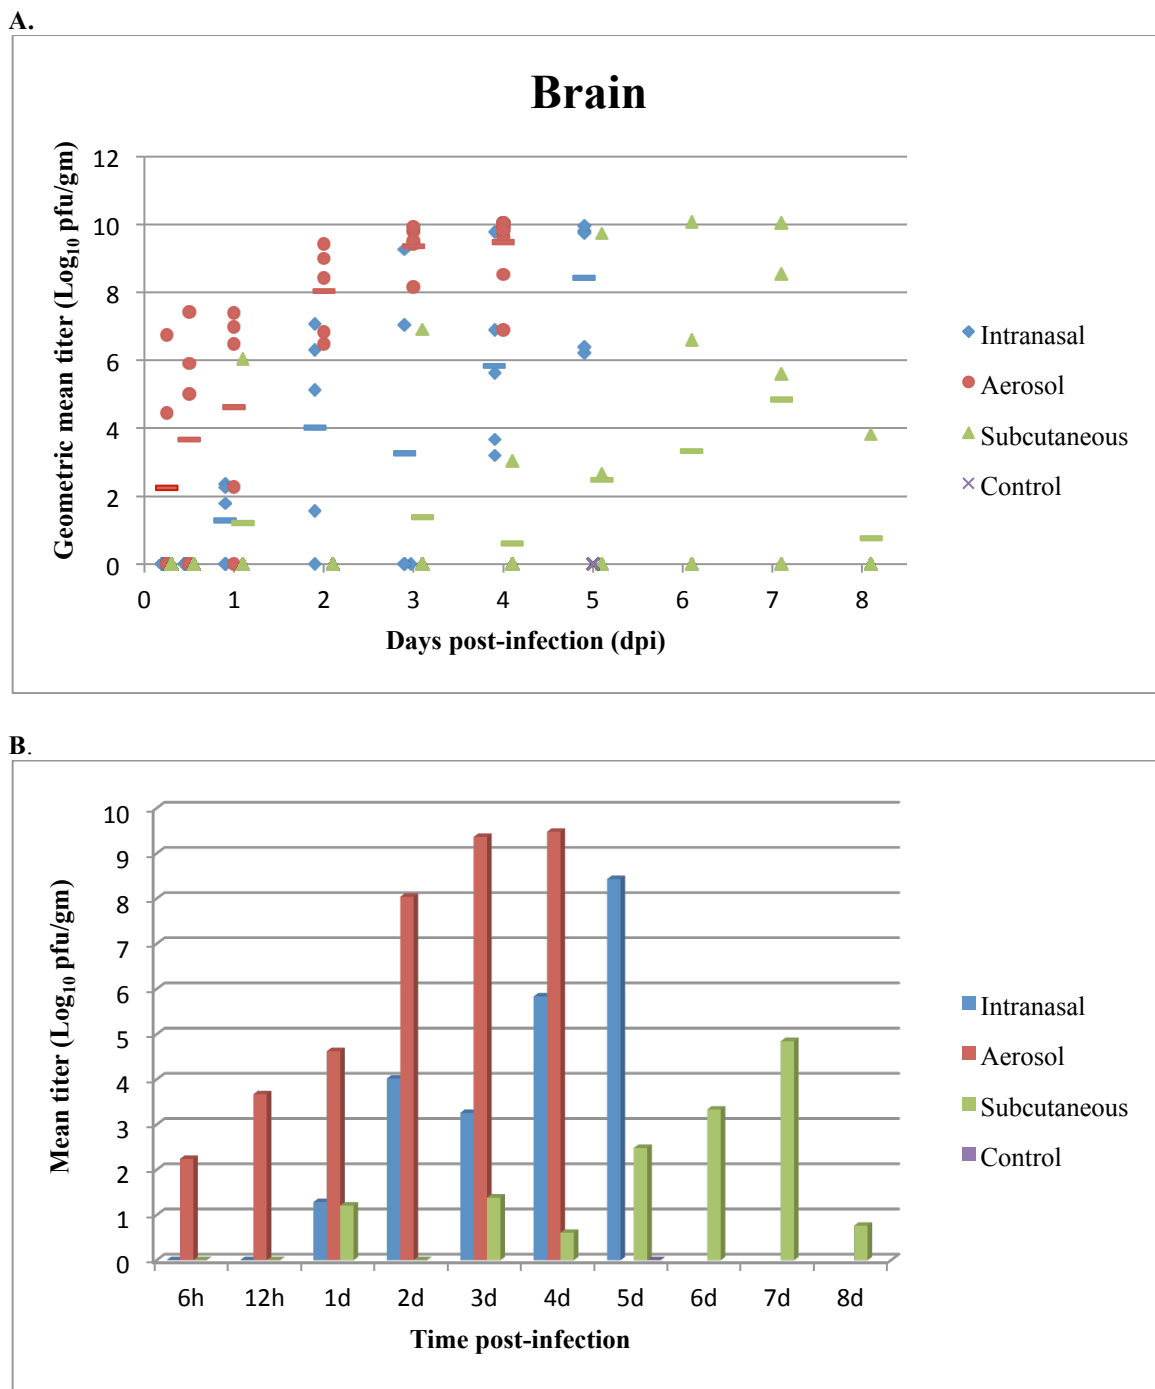 A.
Brain
Geometric mean titer (Log10 pfu/gm)
12
10
8
6
4
2
0
0 1 2 3 4 5 6 7 8
Days post-infection (dpi)
Intranasal
Aerosol
Subcutaneous
Control
B.
Mean titer (Log10 pfu/gm)
10
9
8
7
6
5
4
3
2
1
0
6h 12h 1d 2d 3d 4d 5d 6d 7d 8d
Time post-infection
Intranasal
Aerosol
Subcutaneous
Control